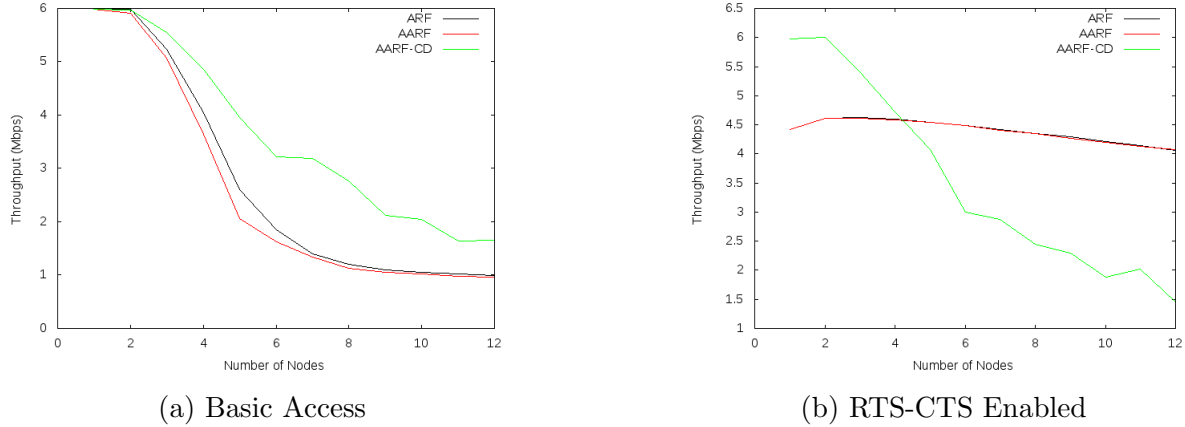 6
5
4
3
2
1
0
0 2 4 6 8 10 12
Throughput (Mbps)
Number of Nodes
ARF
AARF
AARF-CD
(a) Basic Access
6.5
6
5.5
5
4.5
4
3.5
3
2.5
2
1.5
1
0 2 4 6 8 10 12
Throughput (Mbps)
Number of Nodes
ARF
AARF
AARF-CD
(b) RTS-CTS Enabled